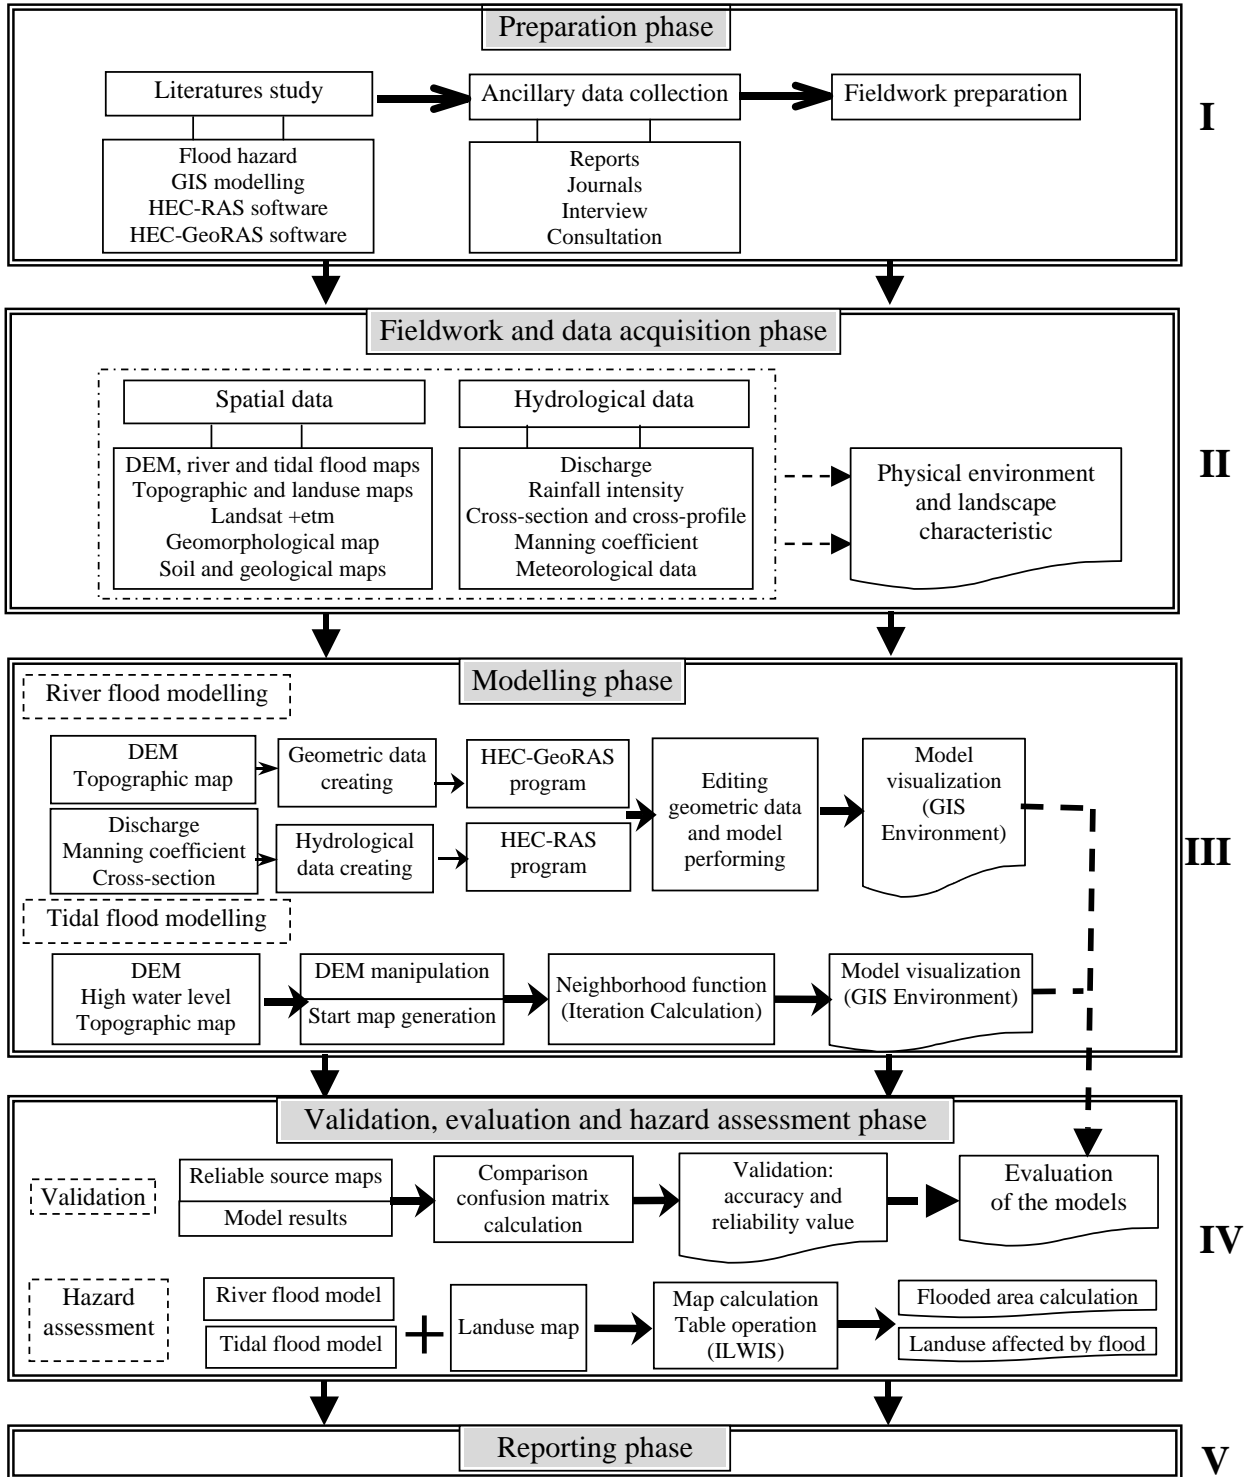 Preparation phase
Literatures study
Ancillary data collection
Fieldwork preparation
I
Flood hazard
GIS modelling
HEC-RAS software
HEC-GeoRAS software
Reports
Journals
Interview
Consultation
Fieldwork and data acquisition phase
Spatial data
Hydrological data
II
DEM, river and tidal flood maps
Topographic and landuse maps
Landsat +etm
Geomorphological map
Soil and geological maps
Discharge
Rainfall intensity
Cross-section and cross-profile
Manning coefficient
Meteorological data
Physical environment
and landscape
characteristic
Modelling phase
River flood modelling
DEM
Topographic map
Geometric data
creating
HEC-GeoRAS
program
Editing
geometric data
and model
performing
Model
visualization
(GIS
Environment)
III
Discharge
Manning coefficient
Cross-section
Hydrological
data creating
HEC-RAS
program
Tidal flood modelling
DEM
High water level
Topographic map
DEM manipulation
Start map generation
Neighborhood function
(Iteration Calculation)
Model visualization
(GIS Environment)
Validation, evaluation and hazard assessment phase
Validation
Reliable source maps
Model results
Comparison
confusion matrix
calculation
Validation:
accuracy and
reliability value
Evaluation
of the models
IV
Hazard
assessment
River flood model
Tidal flood model
+
Landuse map
Map calculation
Table operation
(ILWIS)
Flooded area calculation
Landuse affected by flood
Reporting phase
V